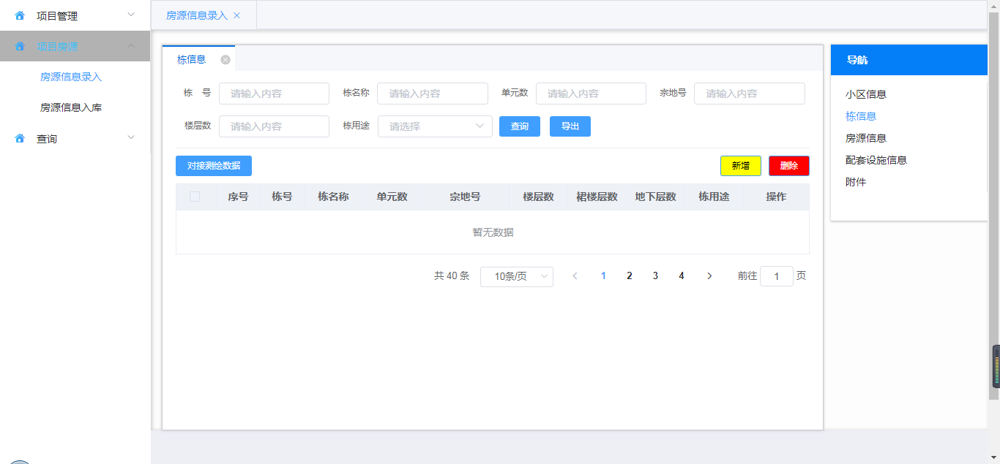 项目管理
项目房源
房源信息录入
房源信息入库
查询
房源信息录入
栋信息
栋 号 请输入内容 栋名称 请输入内容 单元数 请输入内容 宗地号 请输入内容
楼层数 请输入内容 栋用途 请选择 查询 导出
对接测绘数据 新增 删除
序号 栋号 栋名称 单元数 宗地号 楼层数 裙楼层数 地下层数 栋用途 操作
暂无数据
共 40 条 10条/页 1 2 3 4 前往 1 页
导航
小区信息
栋信息
房源信息
配套设施信息
附件